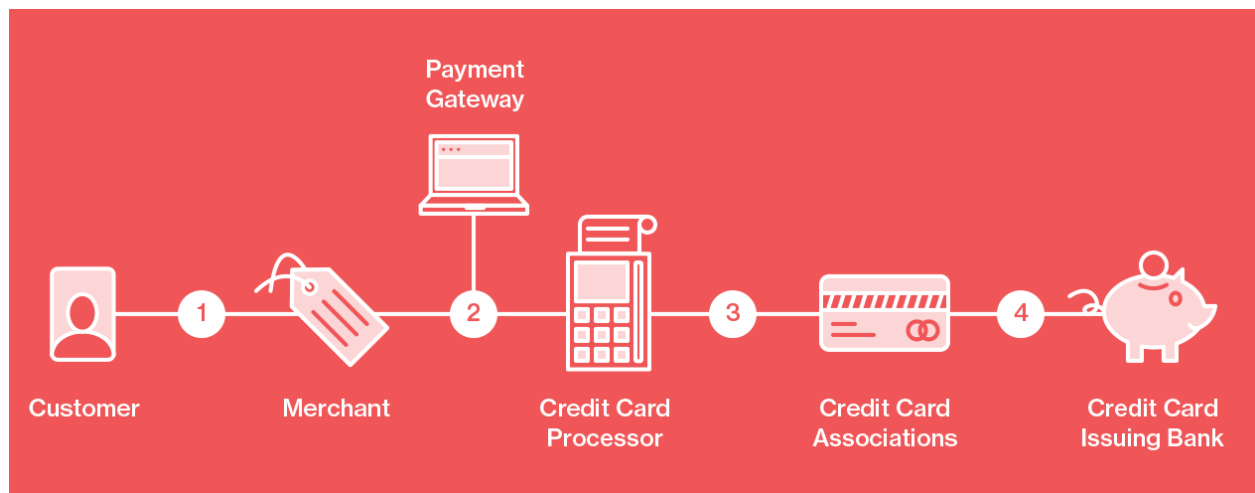 Payment
Gateway
1
2
3
4
Customer
Merchant
Credit Card
Processor
Credit Card
Associations
Credit Card
Issuing Bank